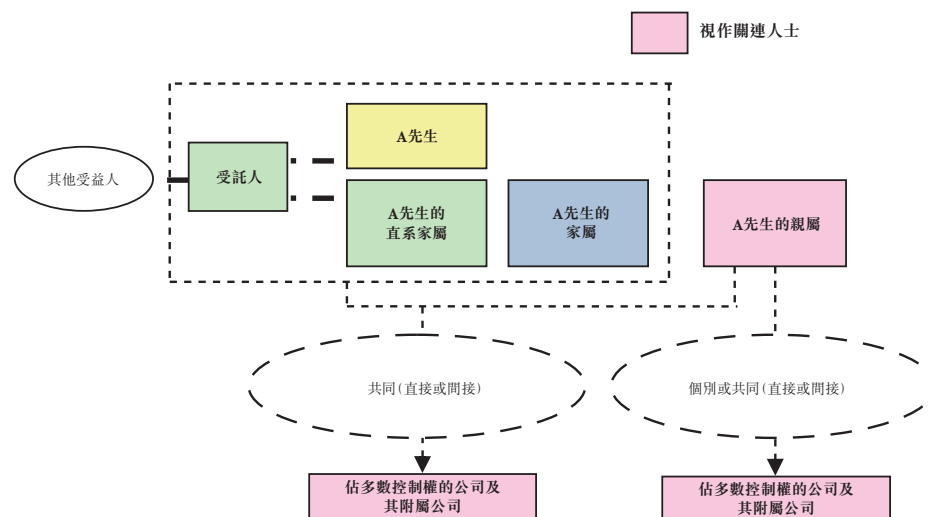 視作關連人士
A先生
其他受益人
受託人
A先生的
直系家屬
A先生的
家屬
A先生的親屬
共同(直接或間接)
個別或共同(直接或間接)
佔多數控制權的公司及
其附屬公司
佔多數控制權的公司及
其附屬公司